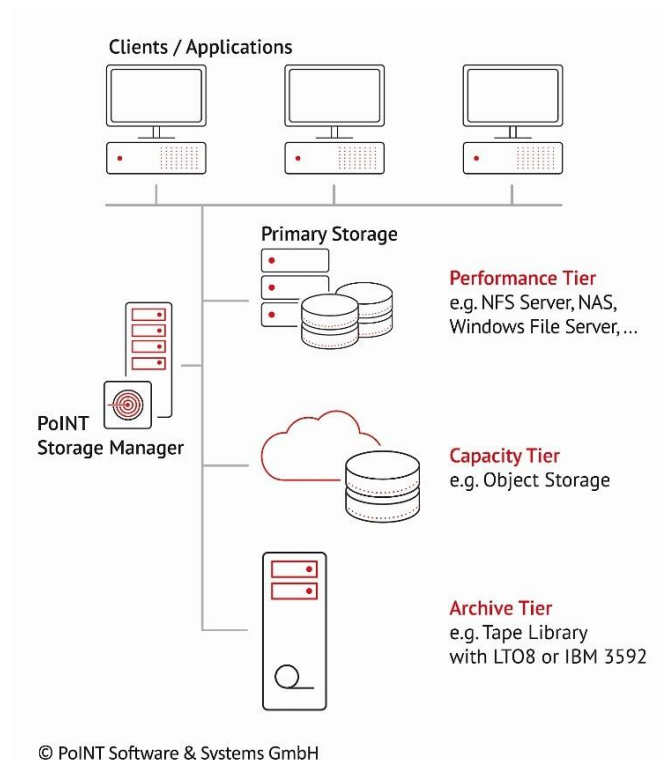 Clients / Applications
Primary Storage
Performance Tier
e.g. NFS Server, NAS,
Windows File Server, ...
PoINT
Storage Manager
Capacity Tier
e.g. Object Storage
Archive Tier
e.g. Tape Library
with LTO8 or IBM 3592
© PoINT Software & Systems GmbH